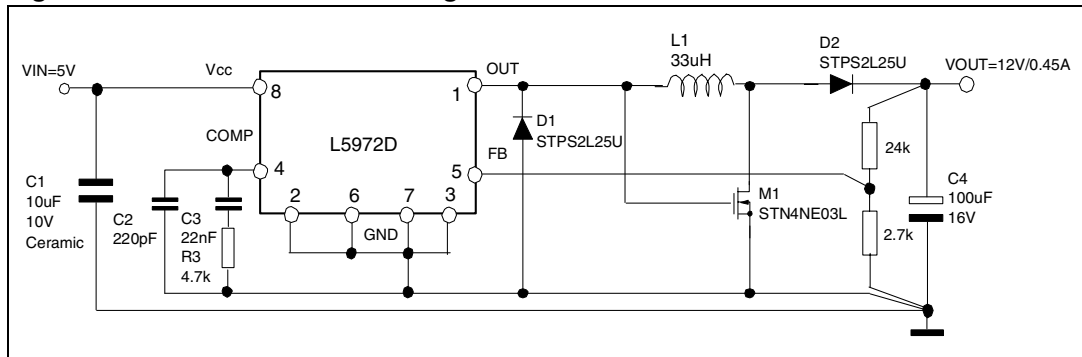 VIN=5V
Vcc
8
COMP
4
L5972D
OUT
1
FB
5
2
6
7
3
GND
C1
10uF
10V
Ceramic
C2
220pF
C3
22nF
R3
4.7k
D1
STPS2L25U
L1
33uH
M1
STN4NE03L
D2
STPS2L25U
VOUT=12V/0.45A
24k
2.7k
C4
100uF
16V